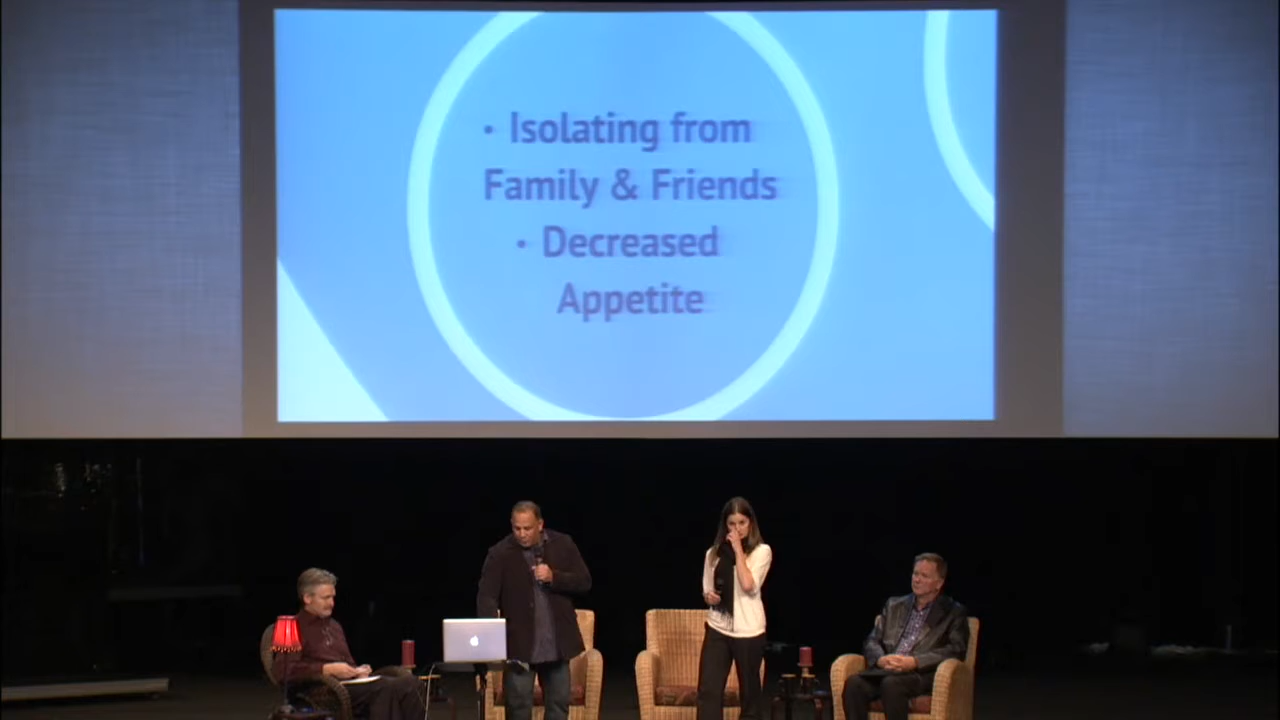 • Isolating from
Family & Friends
• Decreased
Appetite